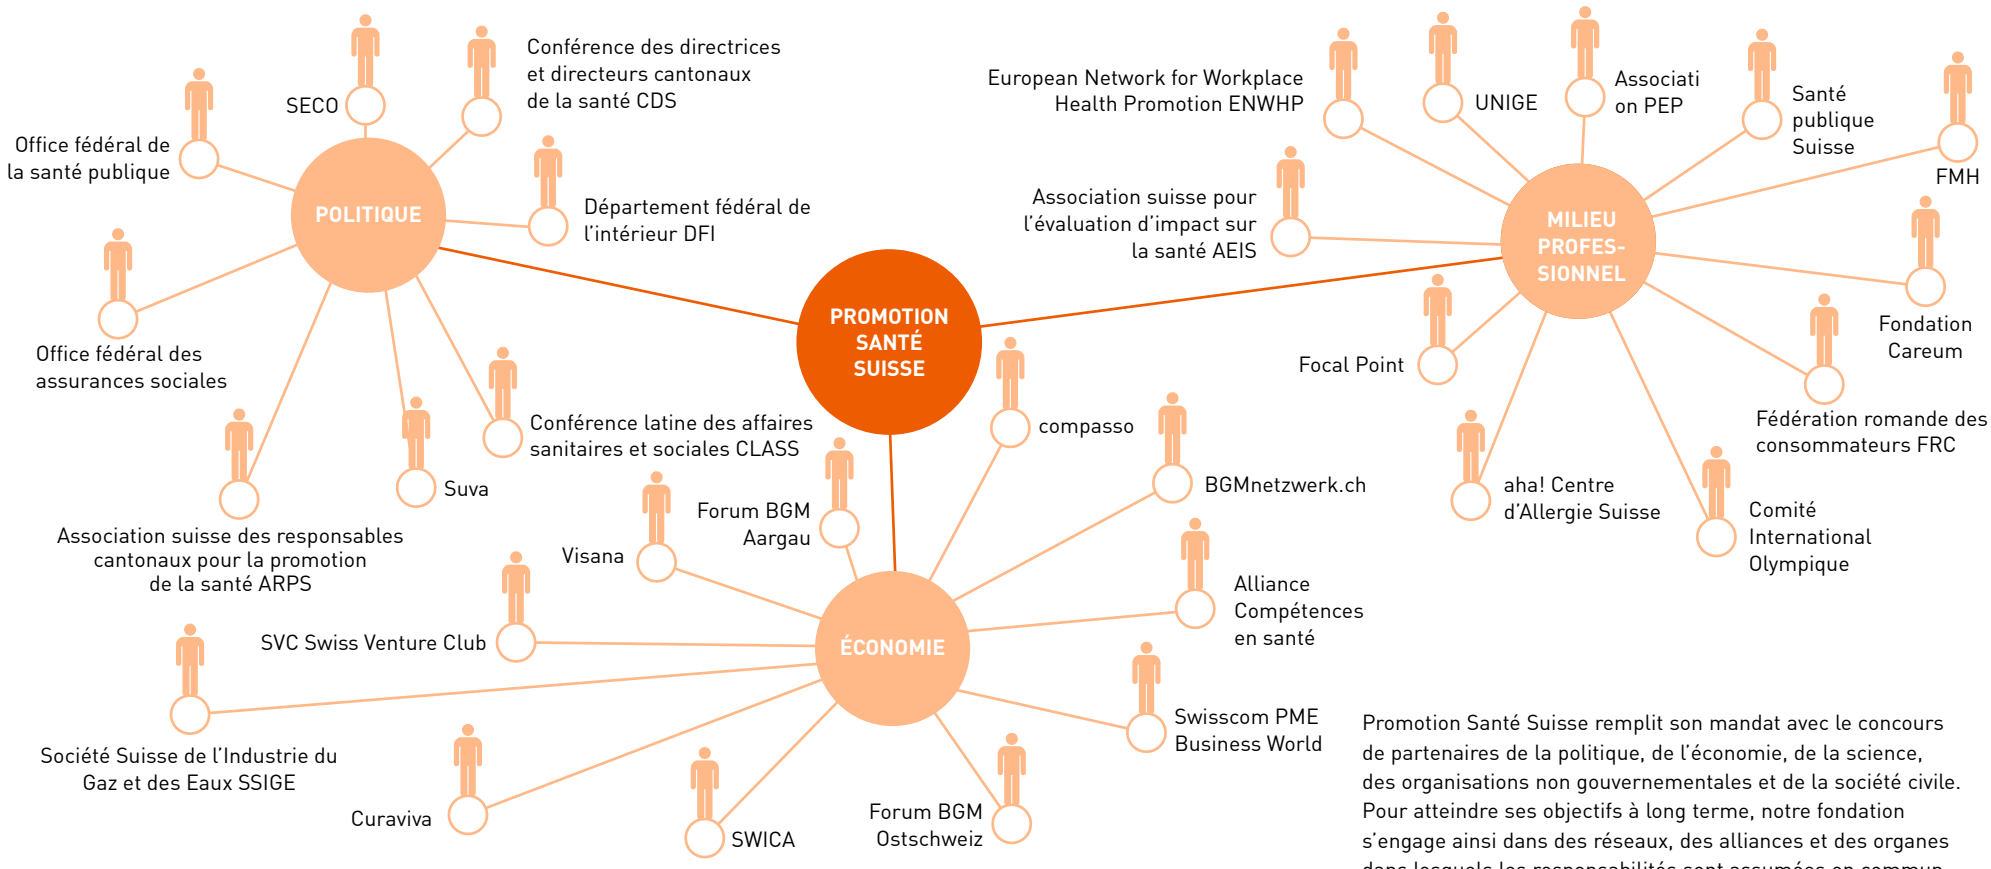 SECO
Conférence des directrices
et directeurs cantonaux
de la santé CDS
Office fédéral de
la santé publique
POLITIQUE
Département fédéral de
l'intérieur DFI
Office fédéral des
assurances sociales
Conférence latine des affaires
sanitaires et sociales CLASS
Suva
Association suisse des responsables
cantonaux pour la promotion
de la santé ARPS
PROMOTION
SANTÉ
SUISSE
European Network for Workplace
Health Promotion ENWHP
UNIGE
Associati
on PEP
Santé
publique
Suisse
FMH
Association suisse pour
l'évaluation d'impact sur
la santé AEIS
MILIEU
PROFES-
SIONNEL
Focal Point
Fondation
Careum
Fédération romande des
consommateurs FRC
aha! Centre
d'Allergie Suisse
Comité
International
Olympique
compasso
BGMnetzwerk.ch
Forum BGM
Aargau
Visana
Alliance
Compétences
en santé
SVC Swiss Venture Club
ÉCONOMIE
Société Suisse de l'Industrie du
Gaz et des Eaux SSIGE
Swisscom PME
Business World
Curaviva
SWICA
Forum BGM
Ostschweiz
Promotion Santé Suisse remplit son mandat avec le concours
de partenaires de la politique, de l'économie, de la science,
des organisations non gouvernementales et de la société civile.
Pour atteindre ses objectifs à long terme, notre fondation
s'engage ainsi dans des réseaux, des alliances et des organes
dans lesquels les responsabilités sont assumées en commun